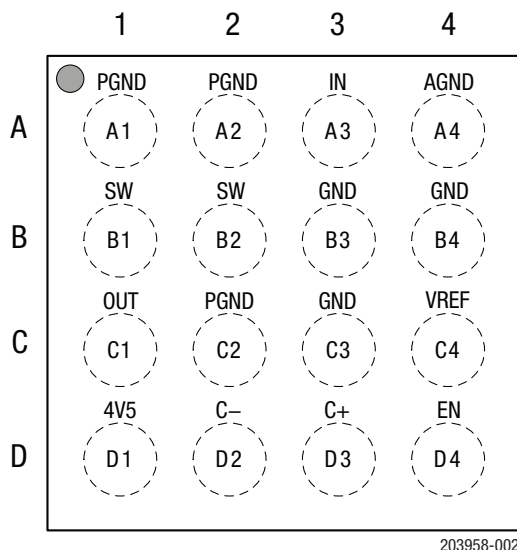 1 2 3 4
PGND PGND IN AGND
A A1 A2 A3 A4
SW SW GND GND
B B1 B2 B3 B4
OUT PGND GND VREF
C C1 C2 C3 C4
4V5 C– C+ EN
D D1 D2 D3 D4
203958-002